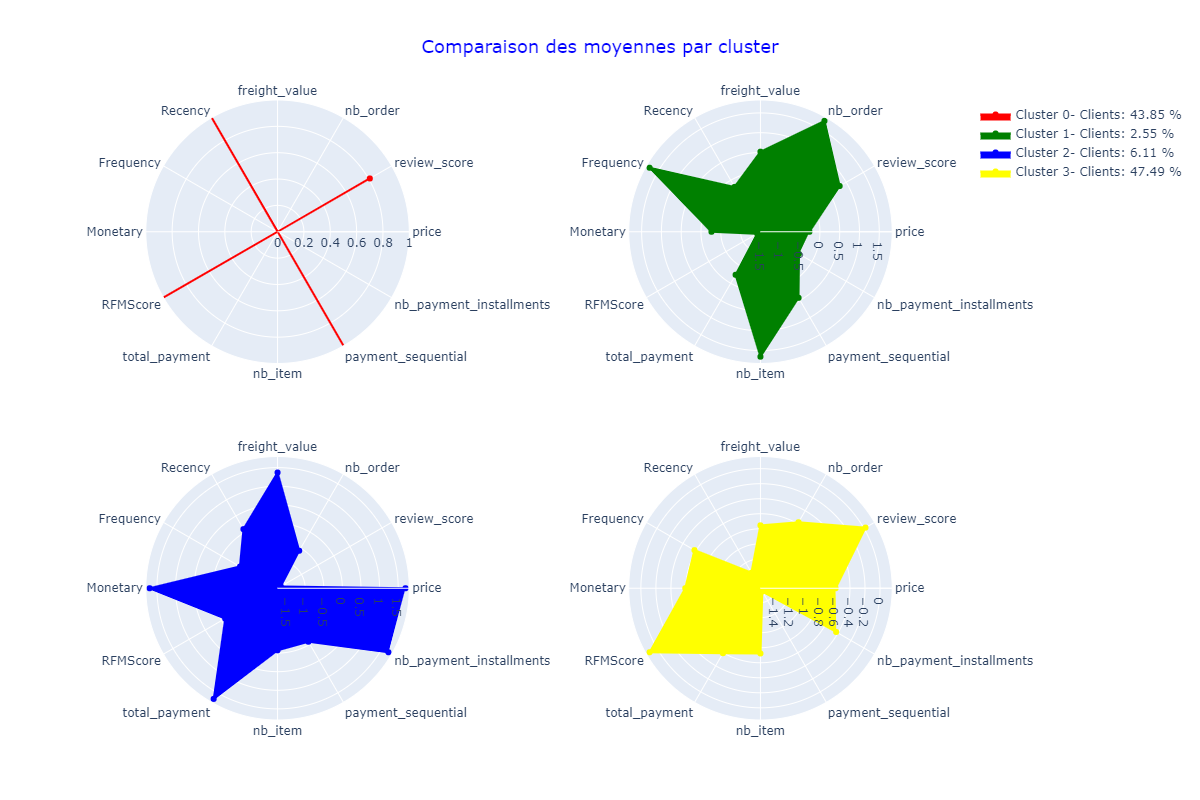 Comparaison des moyennes par cluster
freight_value
nb_order
review_score
price
nb_payment_installments
payment_sequential
nb_item
total_payment
RFMScore
Monetary
Frequency
Recency
0 0.2 0.4 0.6 0.8 1
freight_value
nb_order
review_score
price
nb_payment_installments
payment_sequential
nb_item
total_payment
RFMScore
Monetary
Frequency
Recency
−1.5 −1 −0.5 0 0.5 1 1.5
Cluster 0- Clients: 43.85 %
Cluster 1- Clients: 2.55 %
Cluster 2- Clients: 6.11 %
Cluster 3- Clients: 47.49 %
freight_value
nb_order
review_score
price
nb_payment_installments
payment_sequential
nb_item
total_payment
RFMScore
Monetary
Frequency
Recency
−1.5 −1 −0.5 0 0.5 1 1.5
freight_value
nb_order
review_score
price
nb_payment_installments
payment_sequential
nb_item
total_payment
RFMScore
Monetary
Frequency
Recency
−1.4 −1.2 −1 −0.8 −0.6 −0.4 −0.2 0